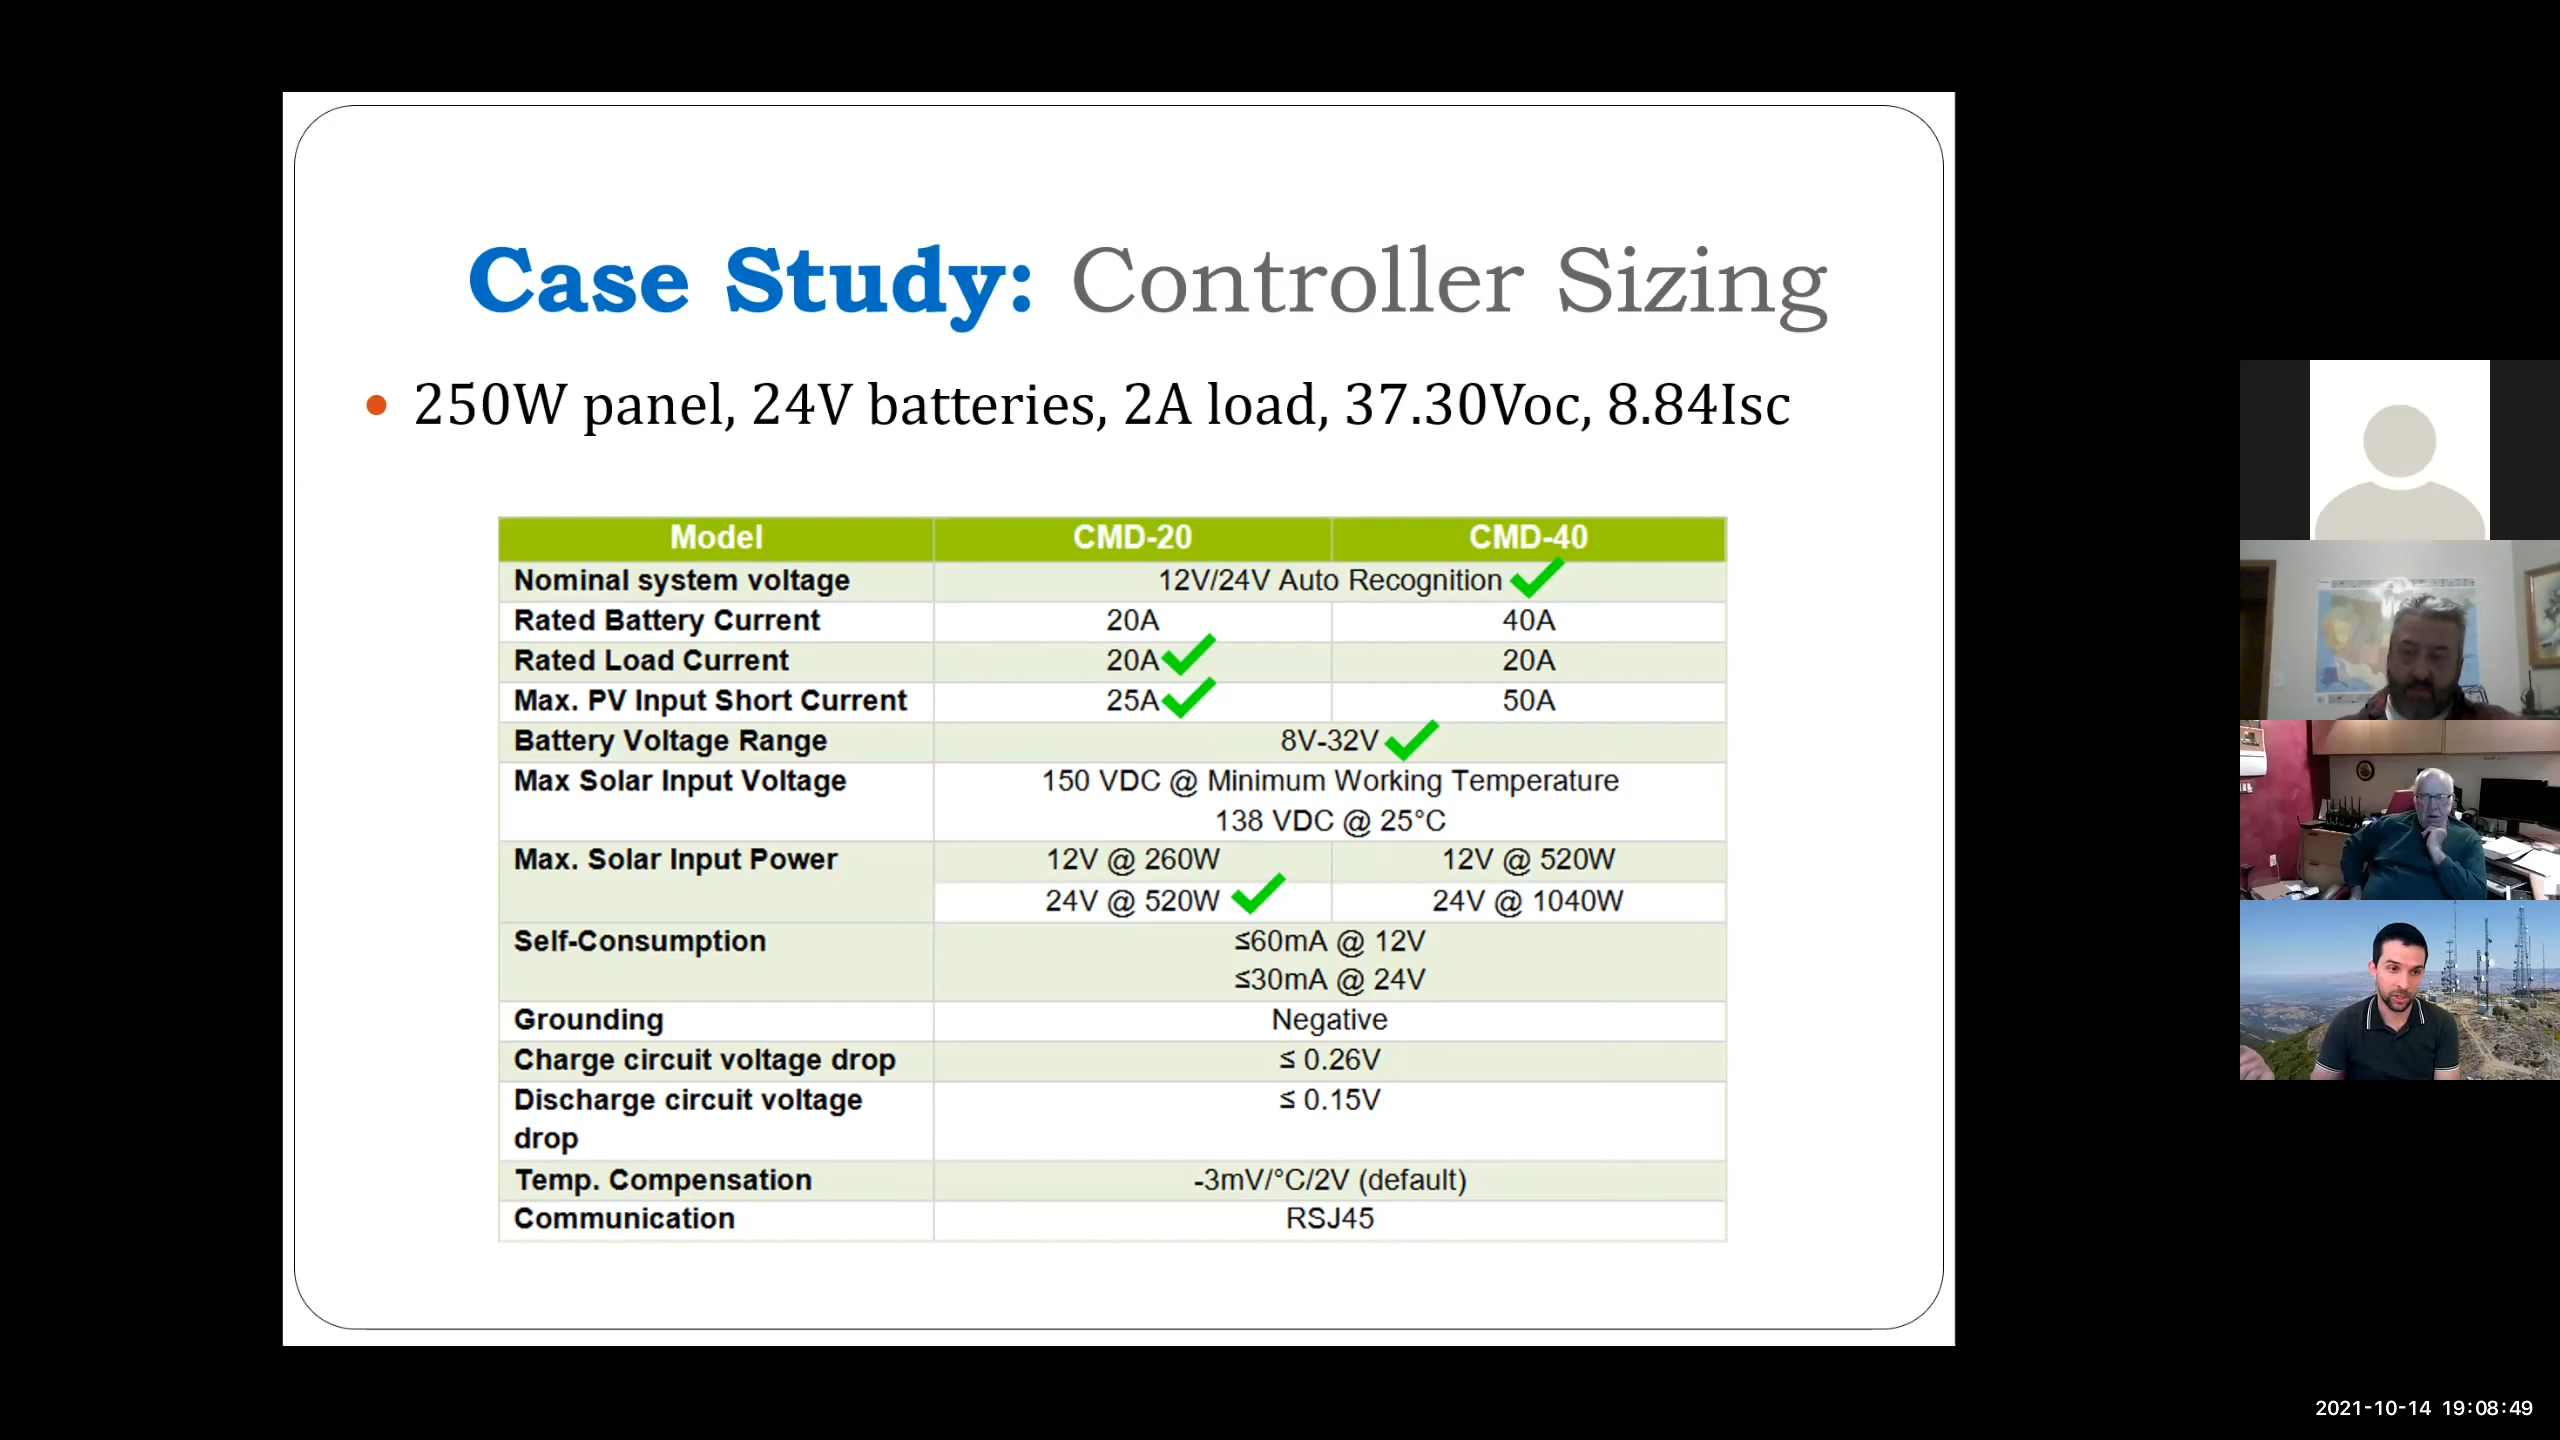 Case Study: Controller Sizing
• 250W panel, 24V batteries, 2A load, 37.30Voc, 8.84Isc
Model CMD-20 CMD-40
Nominal system voltage 12V/24V Auto Recognition
Rated Battery Current 20A 40A
Rated Load Current 20A 20A
Max. PV Input Short Current 25A 50A
Battery Voltage Range 8V-32V
Max Solar Input Voltage 150 VDC @ Minimum Working Temperature
138 VDC @ 25°C
Max. Solar Input Power 12V @ 260W 12V @ 520W
24V @ 520W 24V @ 1040W
Self-Consumption ≤60mA @ 12V
≤30mA @ 24V
Grounding Negative
Charge circuit voltage drop ≤ 0.26V
Discharge circuit voltage ≤ 0.15V
drop
Temp. Compensation -3mV/°C/2V (default)
Communication RSJ45
2021-10-14 19:08:49